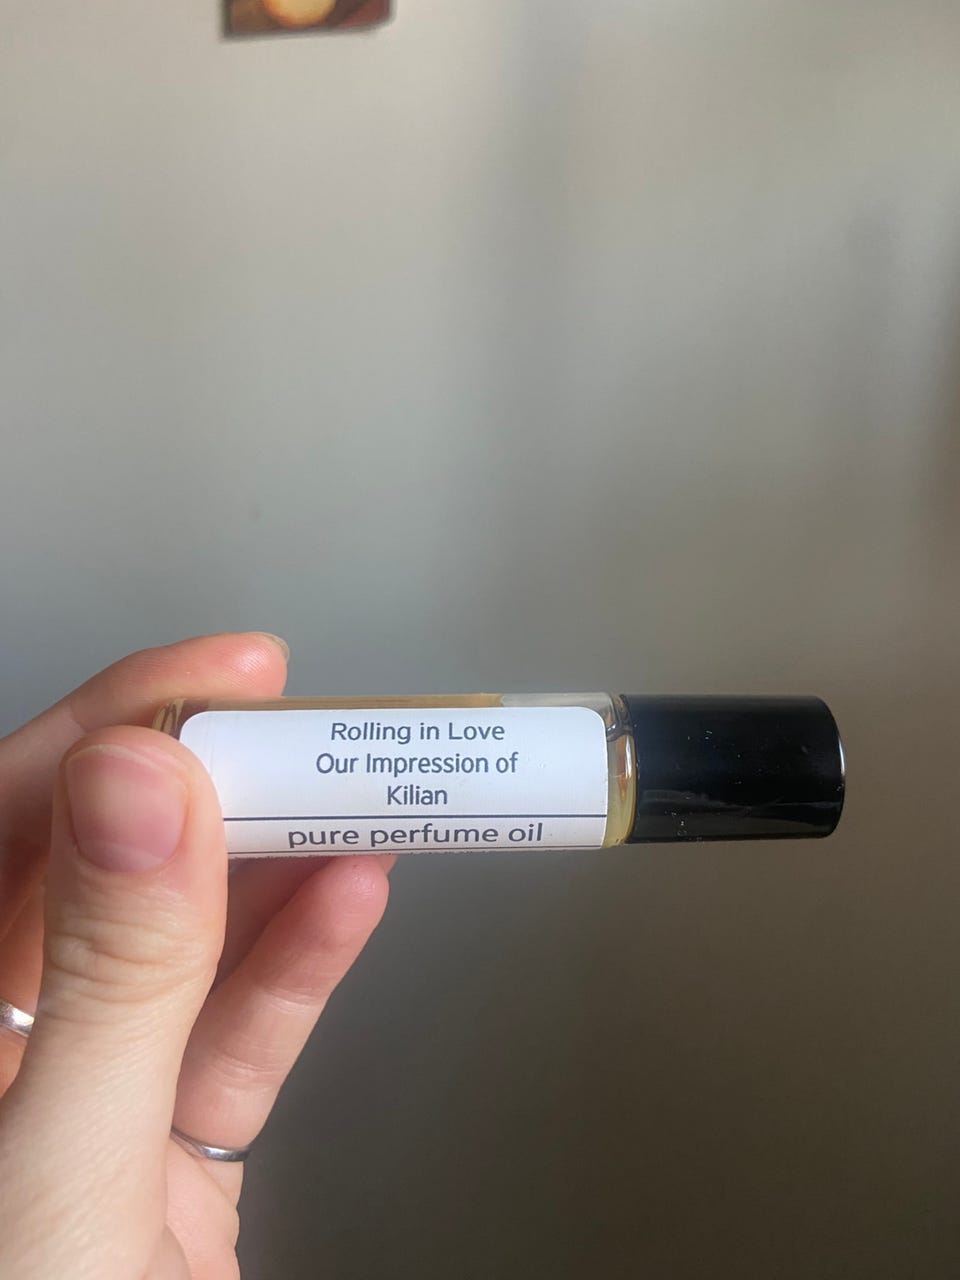 Rolling in Love
Our Impression of
Kilian
pure perfume oil